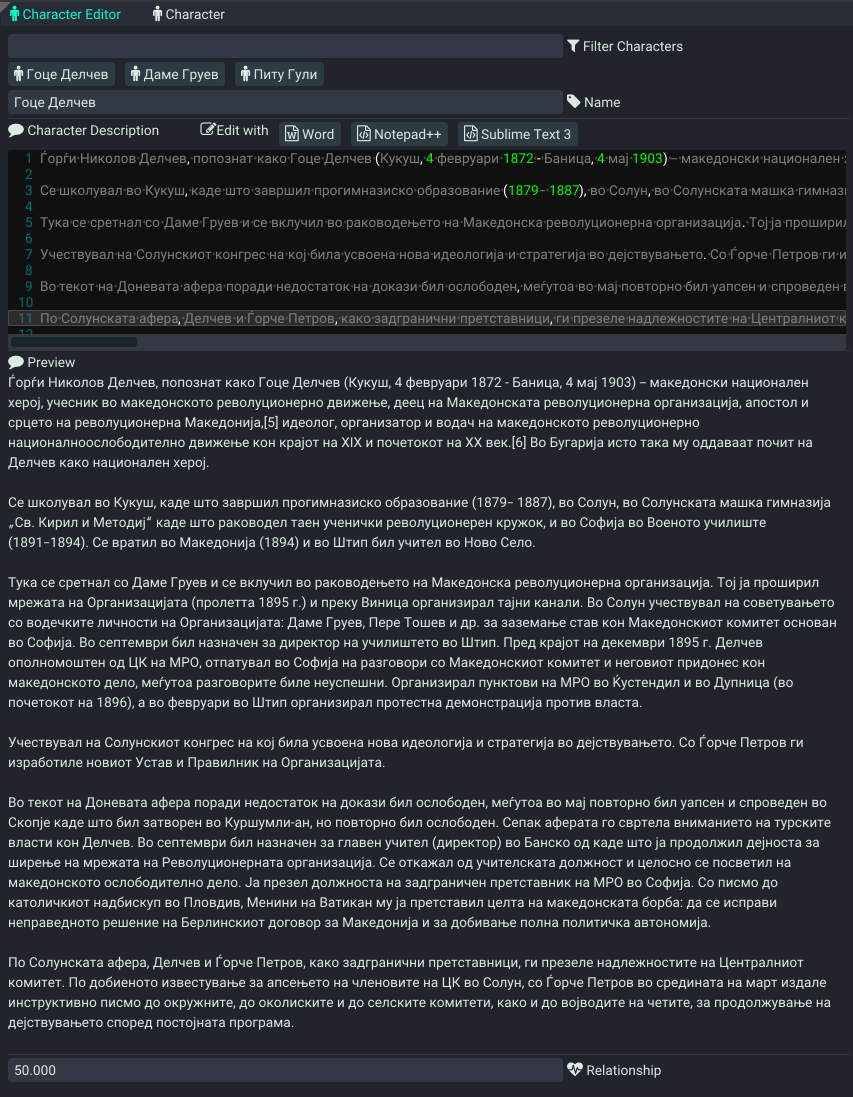 Character Editor Character
Filter Characters
Гоце Делчев Даме Груев Питу Гули
Гоце Делчев Name
Character Description Edit with Word Notepad++ Sublime Text 3
1 Ѓорѓи Николов Делчев, попознат како Гоце Делчев (Кукуш, 4 февруари 1872 - Баница, 4 мај 1903) – македонски национален
2
3 Се школувал во Кукуш, каде што завршил прогимназиско образование (1879– 1887), во Солун, во Солунската машка гимназ
4
5 Тука се сретнал со Даме Груев и се вклучил во раководењето на Македонска револуционерна организација. Тој ја проширил
6
7 Учествувал на Солунскиот конгрес на кој била усвоена нова идеологија и стратегија во дејствувањето. Со Ѓорче Петров ги и
8
9 Во текот на Доневата афера поради недостаток на докази бил ослободен, меѓутоа во мај повторно бил уапсен и спроведен в
10
11 По Солунската афера, Делчев и Ѓорче Петров, како задгранични претставници, ги презеле надлежностите на Централниот к
12
Preview
Ѓорѓи Николов Делчев, попознат како Гоце Делчев (Кукуш, 4 февруари 1872 - Баница, 4 мај 1903) – македонски национален
херој, учесник во македонското револуционерно движење, деец на Македонската револуционерна организација, апостол и
срцето на револуционерна Македонија,[5] идеолог, организатор и водач на македонското револуционерно
националноослободително движење кон крајот на XIX и почетокот на XX век.[6] Во Бугарија исто така му оддаваат почит на
Делчев како национален херој.
Се школувал во Кукуш, каде што завршил прогимназиско образование (1879– 1887), во Солун, во Солунската машка гимназија
„Св. Кирил и Методиј“ каде што раководел таен ученички револуционерен кружок, и во Софија во Военото училиште
(1891–1894). Се вратил во Македонија (1894) и во Штип бил учител во Ново Село.
Тука се сретнал со Даме Груев и се вклучил во раководењето на Македонска револуционерна организација. Тој ја проширил
мрежата на Организацијата (пролетта 1895 г.) и преку Виница организирал тајни канали. Во Солун учествувал на советувањето
со водечките личности на Организацијата: Даме Груев, Пере Тошев и др. за заземање став кон Македонскиот комитет основан
во Софија. Во септември бил назначен за директор на училиштето во Штип. Пред крајот на декември 1895 г. Делчев
ополномоштен од ЦК на МРО, отпатувал во Софија на разговори со Македонскиот комитет и неговиот придонес кон
македонското дело, меѓутоа разговорите биле неуспешни. Организирал пунктови на МРО во Ќустендил и во Дупница (во
почетокот на 1896), а во февруари во Штип организирал протестна демонстрација против власта.
Учествувал на Солунскиот конгрес на кој била усвоена нова идеологија и стратегија во дејствувањето. Со Ѓорче Петров ги
изработиле новиот Устав и Правилник на Организацијата.
Во текот на Доневата афера поради недостаток на докази бил ослободен, меѓутоа во мај повторно бил уапсен и спроведен во
Скопје каде што бил затворен во Куршумли-ан, но повторно бил ослободен. Сепак аферата го свртела вниманието на турските
власти кон Делчев. Во септември бил назначен за главен учител (директор) во Банско од каде што ја продолжил дејноста за
ширење на мрежата на Револуционерната организација. Се откажал од учителската должност и целосно се посветил на
македонското ослободително дело. Ја презел должноста на задграничен претставник на МРО во Софија. Со писмо до
католичкиот надбискуп во Пловдив, Менини на Ватикан му ја претставил целта на македонската борба: да се исправи
неправедното решение на Берлинскиот договор за Македонија и за добивање полна политичка автономија.
По Солунската афера, Делчев и Ѓорче Петров, како задгранични претставници, ги презеле надлежностите на Централниот
комитет. По добиеното известување за апсењето на членовите на ЦК во Солун, со Ѓорче Петров во средината на март издале
инструктивно писмо до окружните, до околиските и до селските комитети, како и до војводите на четите, за продолжување на
дејствувањето според постојната програма.
50.000 Relationship